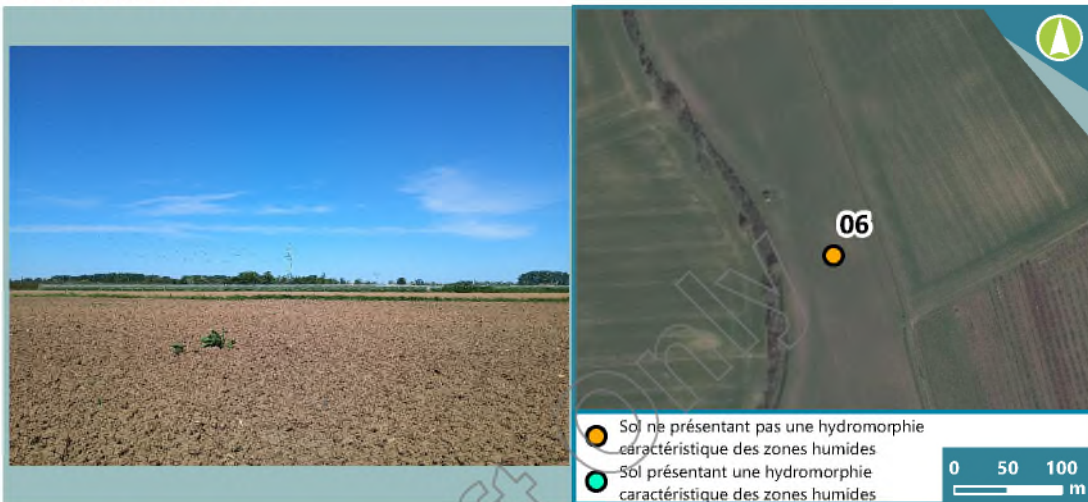 06
Sol ne présentant pas une hydromorphie
caractéristique des zones humides
Sol présentant une hydromorphie
caractéristique des zones humides
0 50 100
m
only